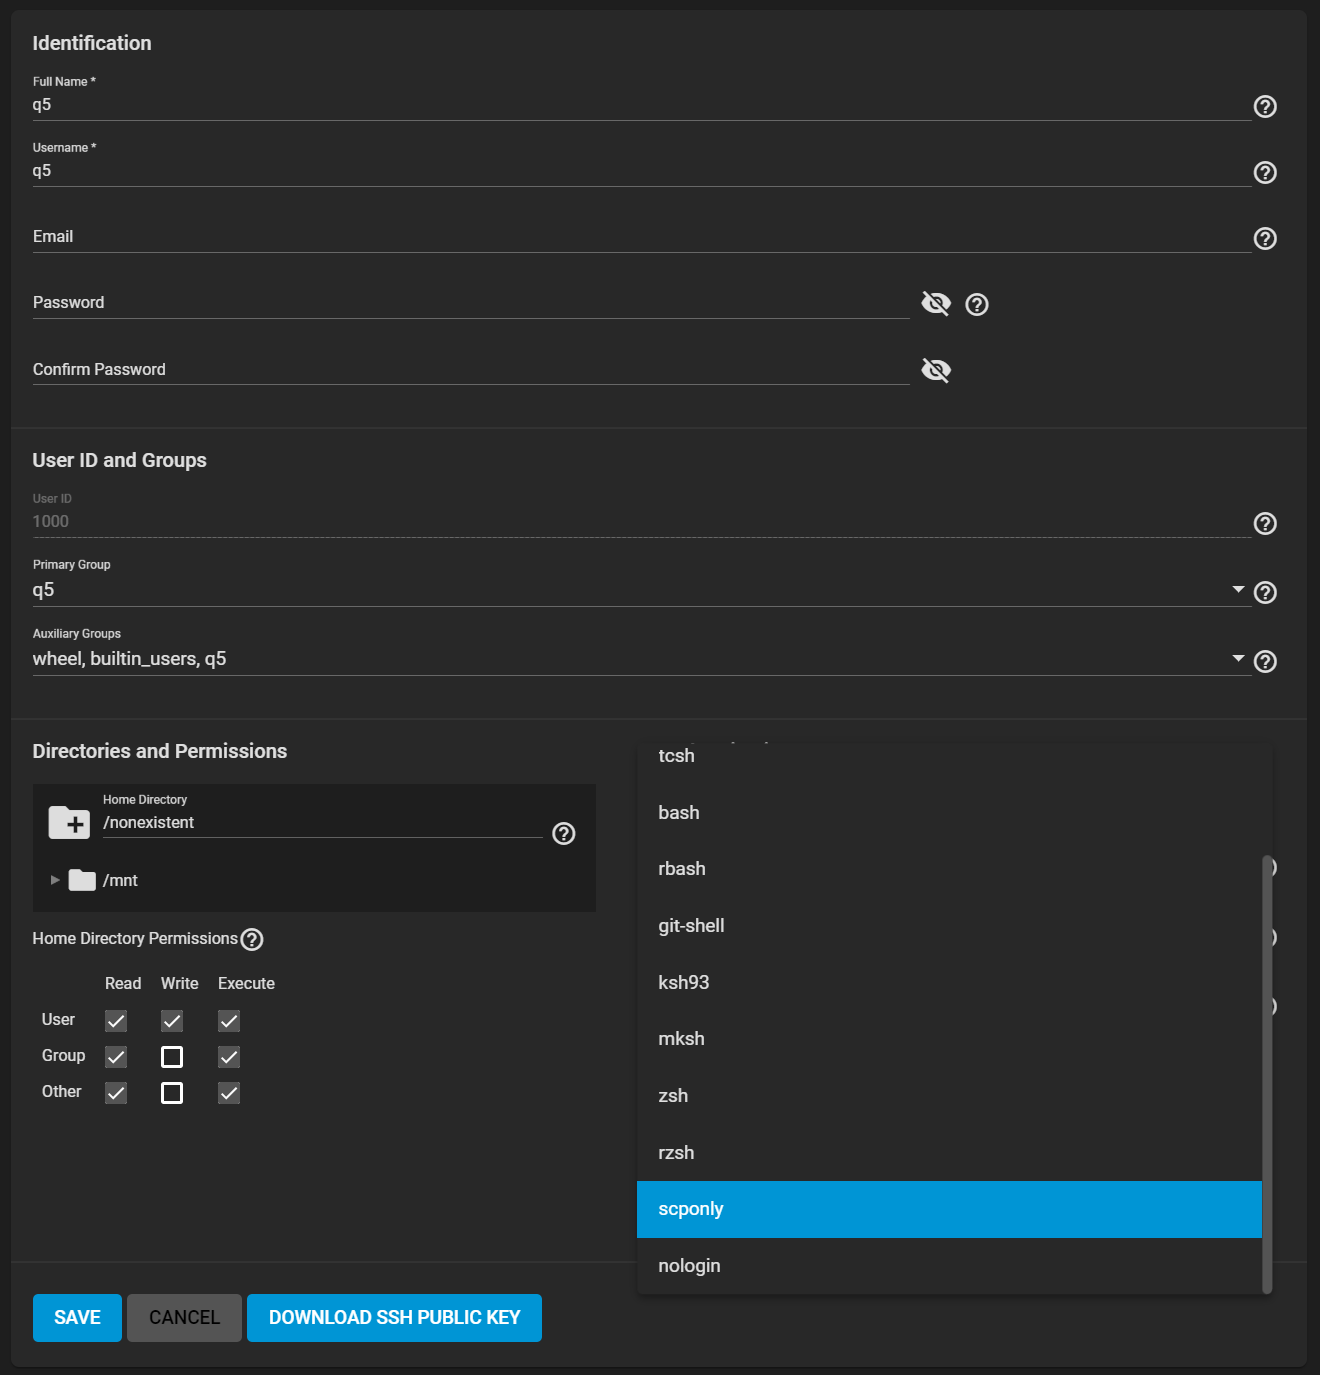 Identification
Full Name *
q5
Username *
q5
Email
Password
Confirm Password
User ID and Groups
User ID
1000
Primary Group
q5
Auxiliary Groups
wheel, builtin_users, q5
Directories and Permissions
Home Directory
/nonexistent
/mnt
Home Directory Permissions
Read Write Execute
User
Group
Other
tcsh
bash
rbash
git-shell
ksh93
mksh
zsh
rzsh
scponly
nologin
SAVE CANCEL DOWNLOAD SSH PUBLIC KEY